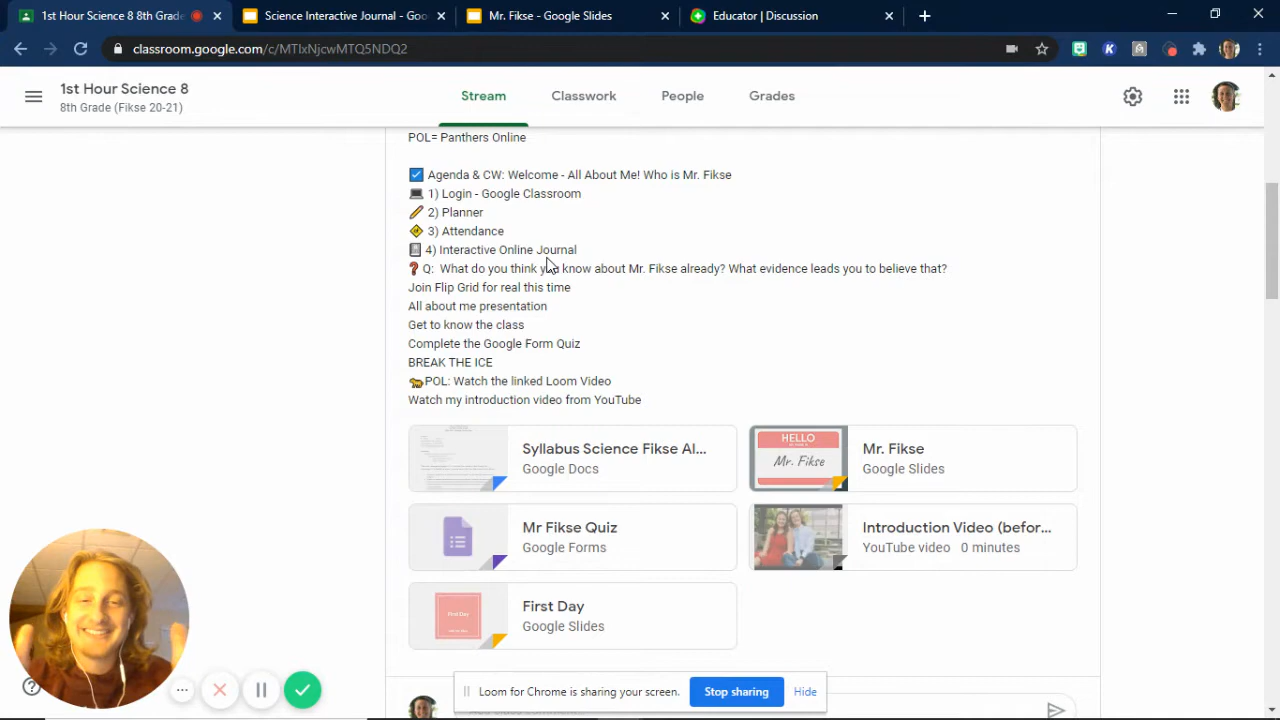 1st Hour Science 8 8th Grade
Science Interactive Journal - Goo
Mr. Fikse - Google Slides
Educator | Discussion
classroom.google.com/c/MTIxNjcwMTQ5NDQ2
1st Hour Science 8
8th Grade (Fikse 20-21)
Stream
Classwork
People
Grades
POL= Panthers Online
Agenda & CW: Welcome - All About Me! Who is Mr. Fikse
1) Login - Google Classroom
2) Planner
3) Attendance
4) Interactive Online Journal
Q: What do you think you know about Mr. Fikse already? What evidence leads you to believe that?
Join Flip Grid for real this time
All about me presentation
Get to know the class
Complete the Google Form Quiz
BREAK THE ICE
POL: Watch the linked Loom Video
Watch my introduction video from YouTube
Syllabus Science Fikse Al...
Google Docs
HELLO
Mr. Fikse
Mr. Fikse
Google Slides
Mr Fikse Quiz
Google Forms
Introduction Video (befor...
YouTube video 0 minutes
First Day
First Day
Google Slides
Loom for Chrome is sharing your screen.
Stop sharing
Hide